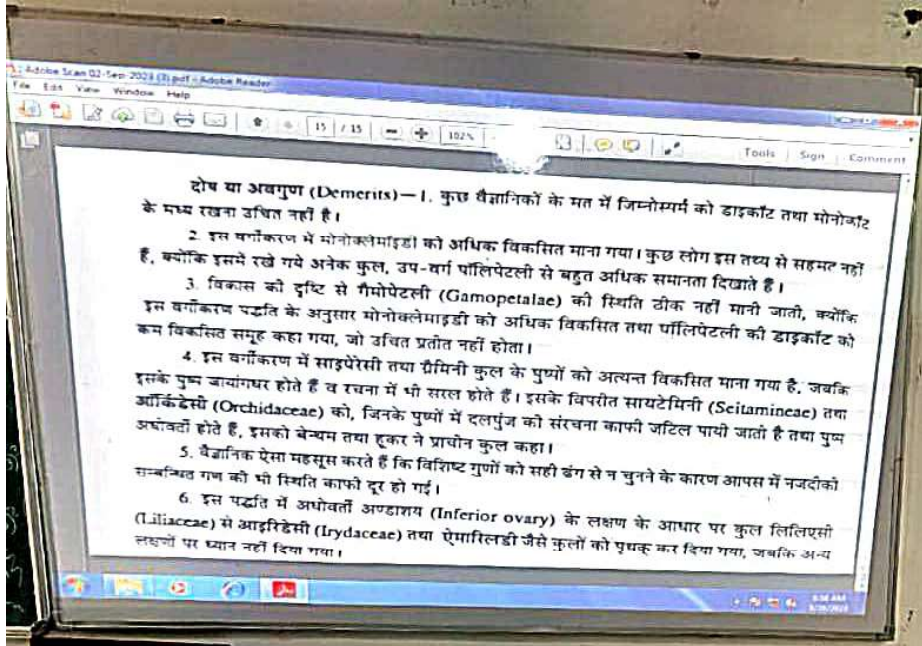 Adobe Scan 02-Sep-2023 (3).pdf - Adobe Reader
File Edit View Window Help
15 / 15 102%
Tools Sign Comment
दोष या अवगुण (Demerits)—1. कुछ वैज्ञानिकों के मत में जिम्नोस्पर्म को डाइकॉट तथा मोनोकॉट
के मध्य रखना उचित नहीं है।
2. इस वर्गीकरण में मोनोक्लेमाइडी को अधिक विकसित माना गया। कुछ लोग इस तथ्य से सहमत नहीं
हैं, क्योंकि इसमें रखे गये अनेक कुल, उप-वर्ग पॉलिपेटली से बहुत अधिक समानता दिखाते हैं।
3. विकास की दृष्टि से गैमोपेटली (Gamopetalae) की स्थिति ठीक नहीं मानी जाती, क्योंकि
इस वर्गीकरण पद्धति के अनुसार मोनोक्लेमाइडी को अधिक विकसित तथा पॉलिपेटली की डाइकॉट को
कम विकसित समूह कहा गया, जो उचित प्रतीत नहीं होता।
4. इस वर्गीकरण में साइपेरेसी तथा ग्रैमिनी कुल के पुष्पों को अत्यन्त विकसित माना गया है, जबकि
इसके पुष्प जायांगधर होते हैं व रचना में भी सरल होते हैं। इसके विपरीत सायटेमिनी (Scitamineae) तथा
ऑर्किडेसी (Orchidaceae) को, जिनके पुष्पों में दलपुंज की संरचना काफी जटिल पायी जाती है तथा पुष्प
अधोवर्ती होते हैं, इसको बेन्थम तथा हूकर ने प्राचीन कुल कहा।
5. वैज्ञानिक ऐसा महसूस करते हैं कि विशिष्ट गुणों को सही ढंग से न चुनने के कारण आपस में नजदीकी
सम्बन्धित गण की भी स्थिति काफी दूर हो गई।
6. इस पद्धति में अधोवर्ती अण्डाशय (Inferior ovary) के लक्षण के आधार पर कुल लिलिएसी
(Liliaceae) से आइरिडेसी (Irydaceae) तथा ऐमारिलडी जैसे कुलों को पृथक् कर दिया गया, जबकि अन्य
लक्षणों पर ध्यान नहीं दिया गया।